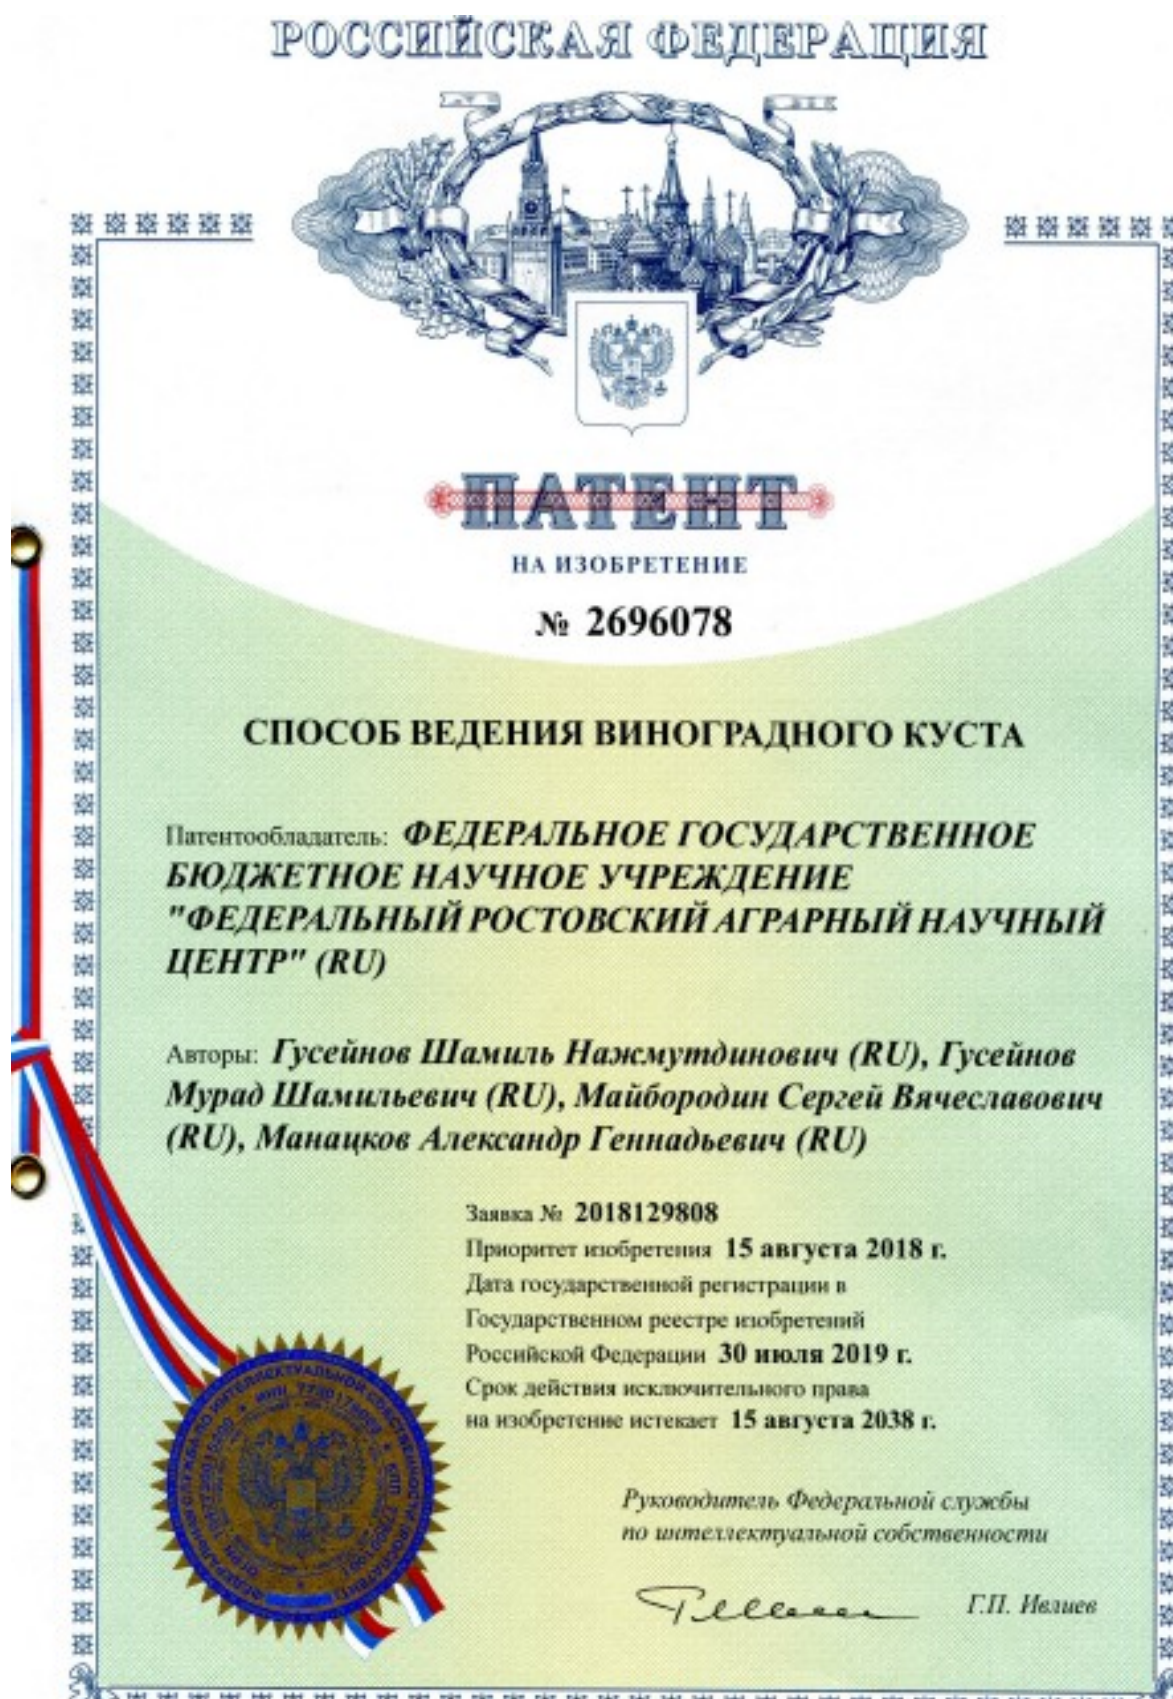 РОССИЙСКАЯ ФЕДЕРАЦИЯ
ПАТЕНТ
НА ИЗОБРЕТЕНИЕ
№ 2696078
СПОСОБ ВЕДЕНИЯ ВИНОГРАДНОГО КУСТА
Патентообладатель: ФЕДЕРАЛЬНОЕ ГОСУДАРСТВЕННОЕ
БЮДЖЕТНОЕ НАУЧНОЕ УЧРЕЖДЕНИЕ
"ФЕДЕРАЛЬНЫЙ РОСТОВСКИЙ АГРАРНЫЙ НАУЧНЫЙ
ЦЕНТР" (RU)
Авторы: Гусейнов Шамиль Нажмутдинович (RU), Гусейнов
Мурад Шамильевич (RU), Майбородин Сергей Вячеславович
(RU), Манацков Александр Геннадьевич (RU)
Заявка № 2018129808
Приоритет изобретения 15 августа 2018 г.
Дата государственной регистрации в
Государственном реестре изобретений
Российской Федерации 30 июля 2019 г.
Срок действия исключительного права
на изобретение истекает 15 августа 2038 г.
Руководитель Федеральной службы
по интеллектуальной собственности
Г.П. Ивлиев